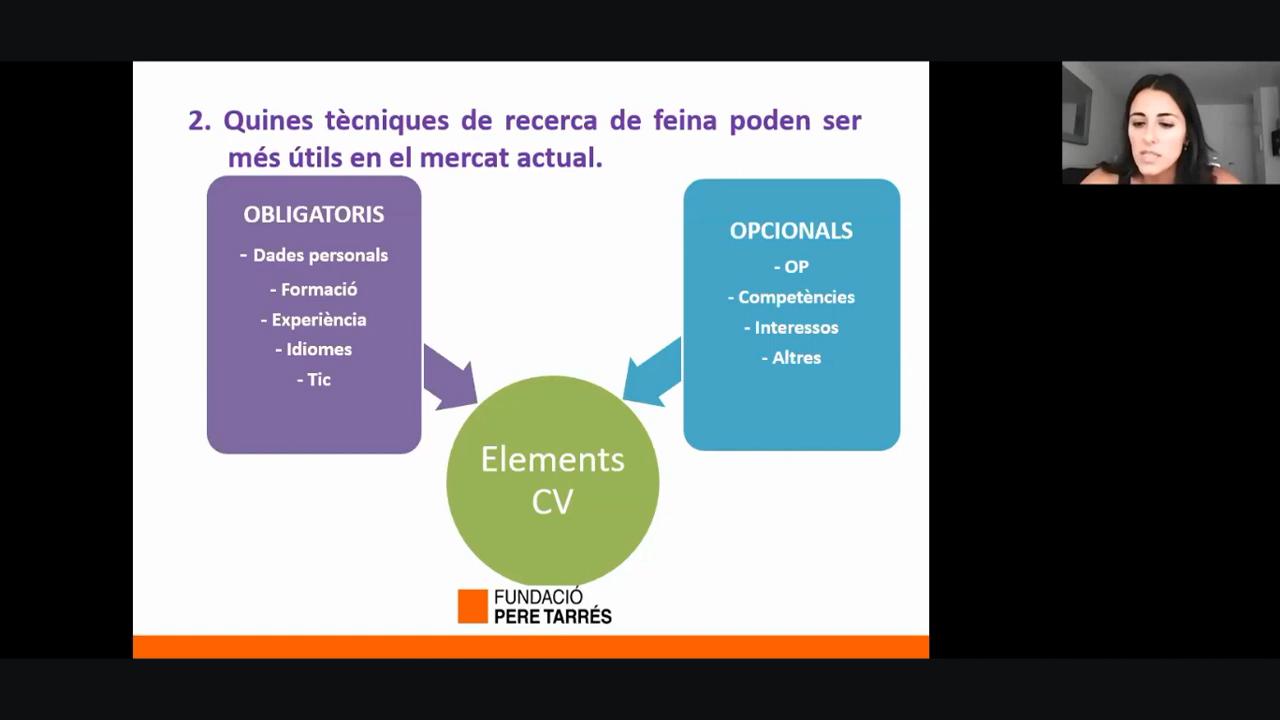 2. Quines tècniques de recerca de feina poden ser
més útils en el mercat actual.
OBLIGATORIS
- Dades personals
- Formació
- Experiència
- Idiomes
- Tic
OPCIONALS
- OP
- Competències
- Interessos
- Altres
Elements
CV
FUNDACIÓ
PERE TARRÉS